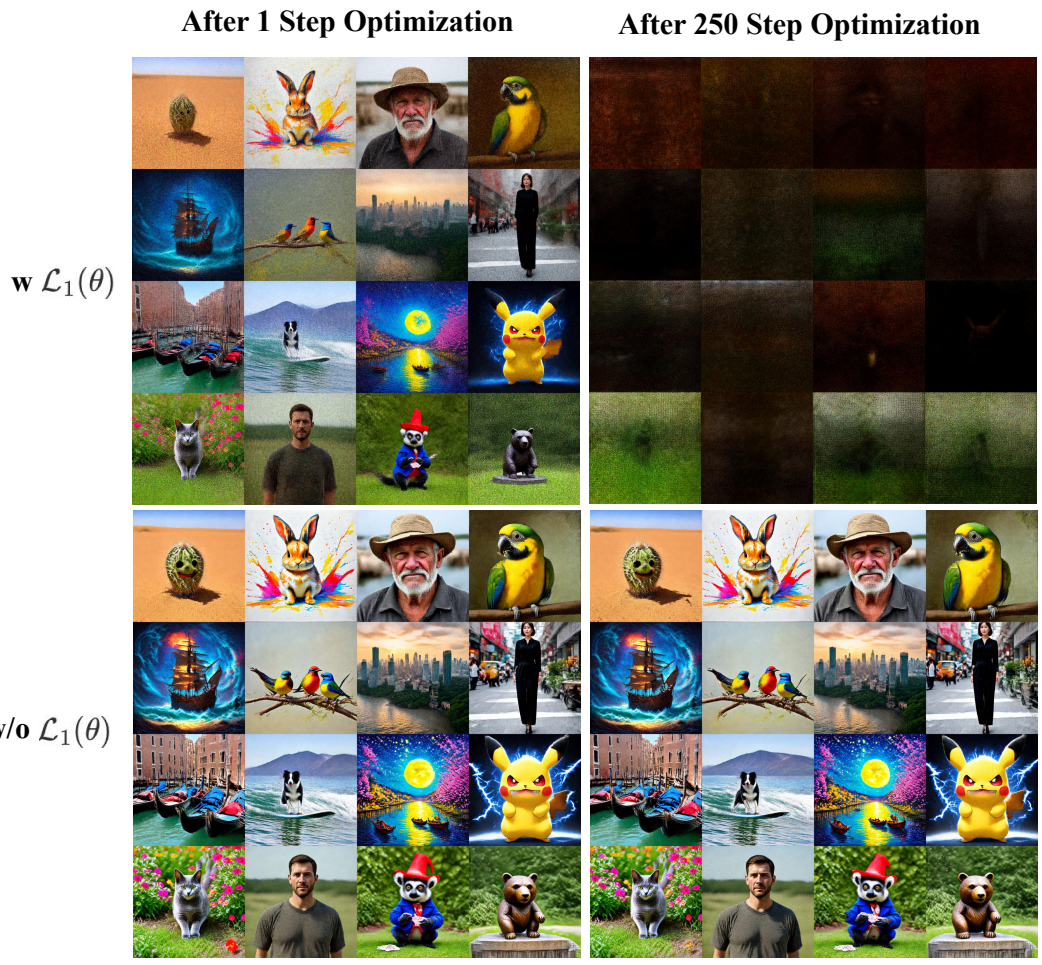 After 1 Step Optimization
After 250 Step Optimization
w ℒ₁(θ)
w/o ℒ₁(θ)